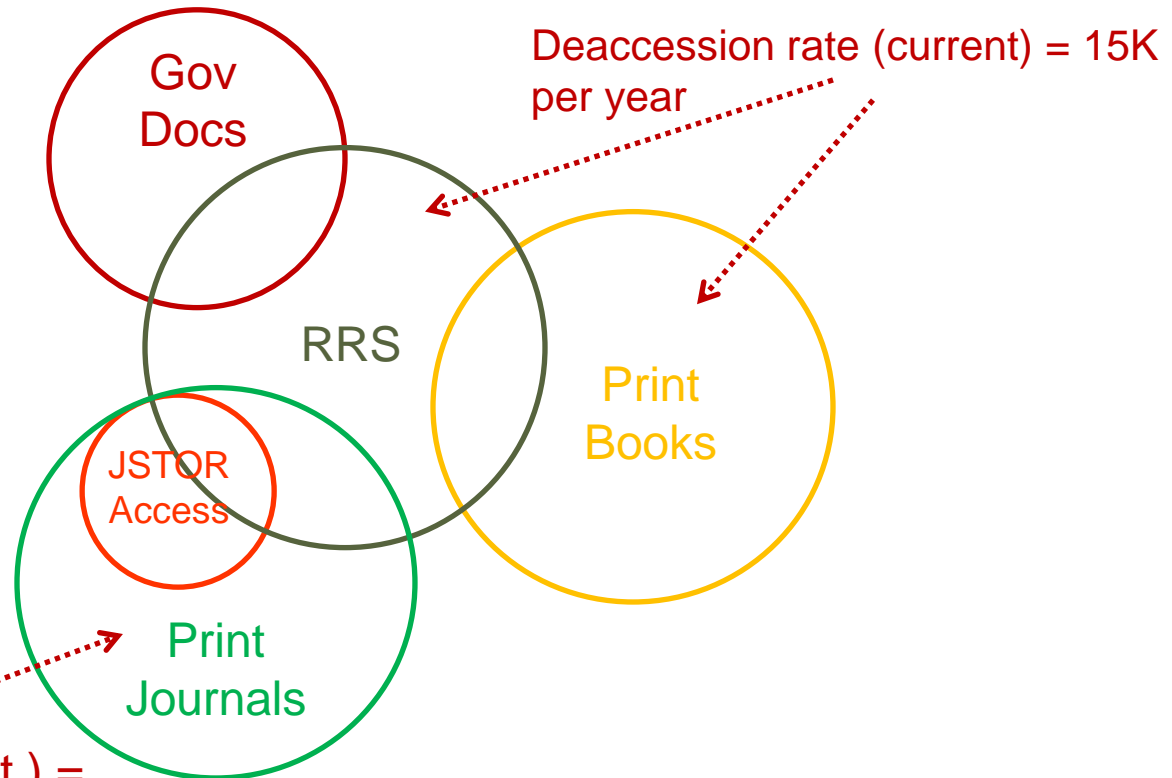 Deaccession rate (current) = 15K
per year
Gov
Docs
RRS
Print
Books
JSTOR
Access
Print
Journals
t ) =